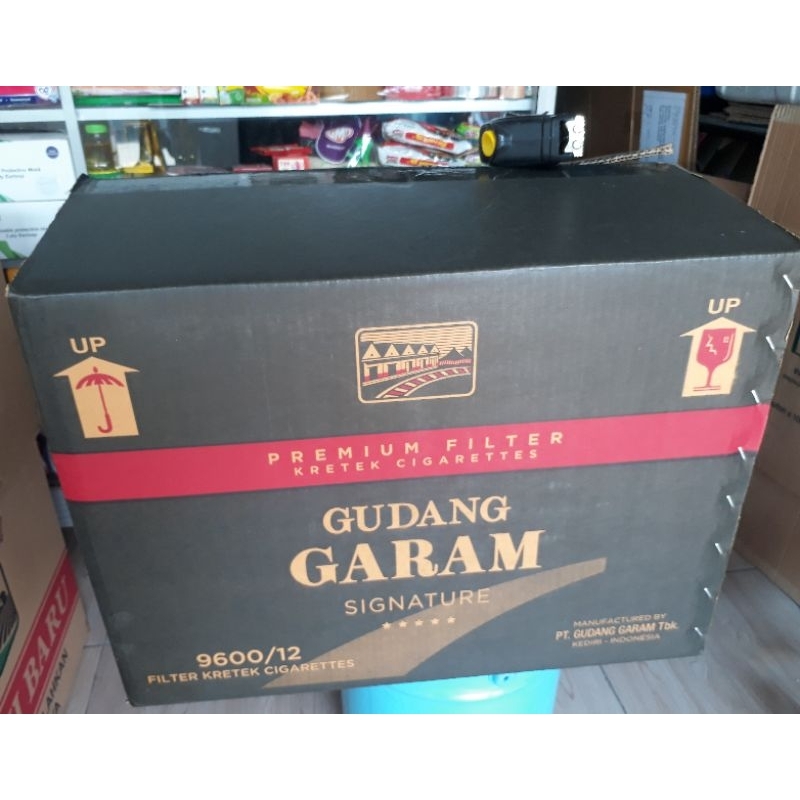 UP
UP
PREMIUM FILTER
KRETEK CIGARETTES
GUDANG
GARAM
SIGNATURE
9600/12
FILTER KRETEK CIGARETTES
MANUFACTURED BY
PT. GUDANG GARAM Tbk.
KEDIRI - INDONESIA
BARU